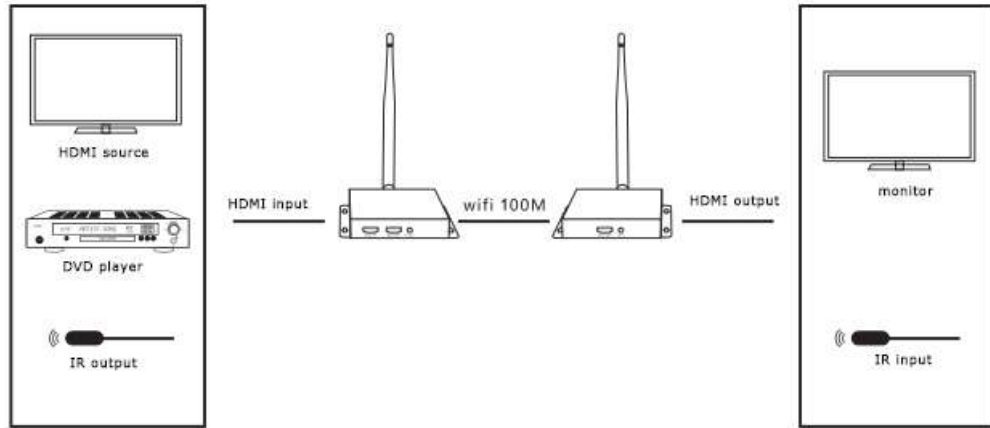 HDMI source
DVD player
IR output
HDMI input
wifi 100M
HDMI output
monitor
IR input